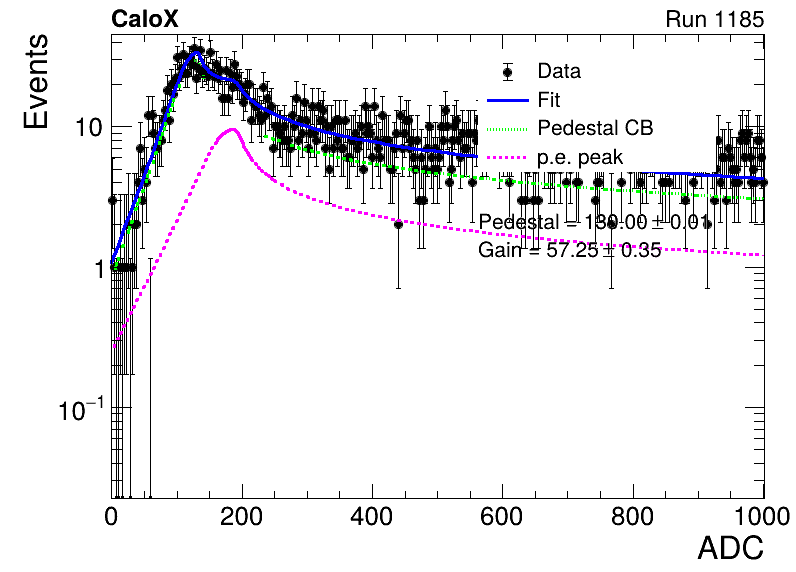 CaloX Run 1185
Events
Data
Fit
Pedestal CB
p.e. peak
Pedestal = 130.00 ± 0.01
Gain = 57.25 ± 0.35
10
1
10⁻¹
0 200 400 600 800 1000
ADC